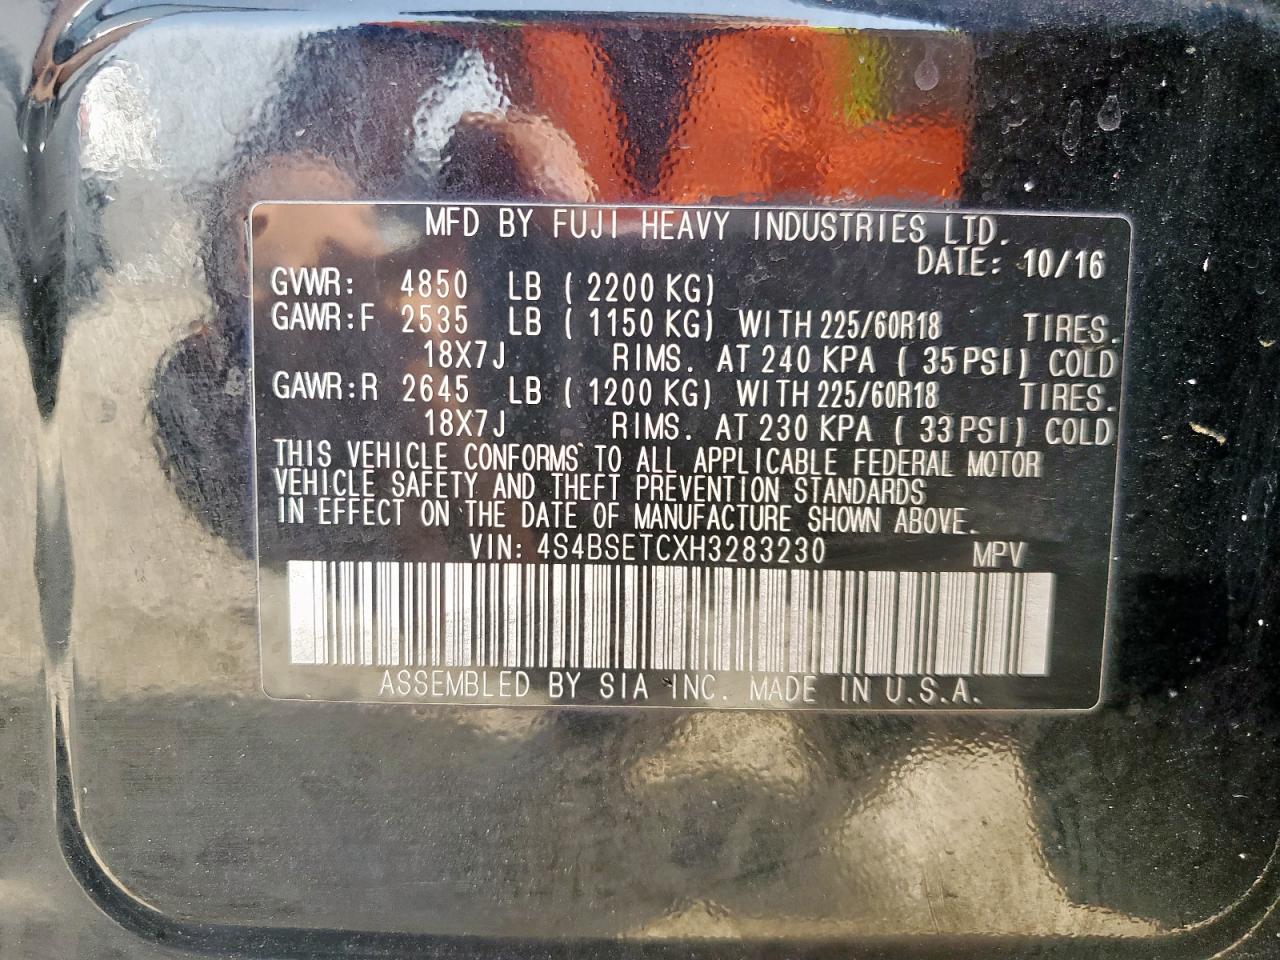 MFD BY FUJI HEAVY INDUSTRIES LTD.
DATE: 10/16
GVWR: 4850 LB ( 2200 KG)
GAWR:F 2535 LB ( 1150 KG) WITH 225/60R18 TIRES.
18X7J RIMS. AT 240 KPA ( 35 PSI) COLD
GAWR:R 2645 LB ( 1200 KG) WITH 225/60R18 TIRES.
18X7J RIMS. AT 230 KPA ( 33 PSI) COLD
THIS VEHICLE CONFORMS TO ALL APPLICABLE FEDERAL MOTOR
VEHICLE SAFETY AND THEFT PREVENTION STANDARDS
IN EFFECT ON THE DATE OF MANUFACTURE SHOWN ABOVE.
VIN: 4S4BSETCXH3283230 MPV
ASSEMBLED BY SIA INC. MADE IN U.S.A.